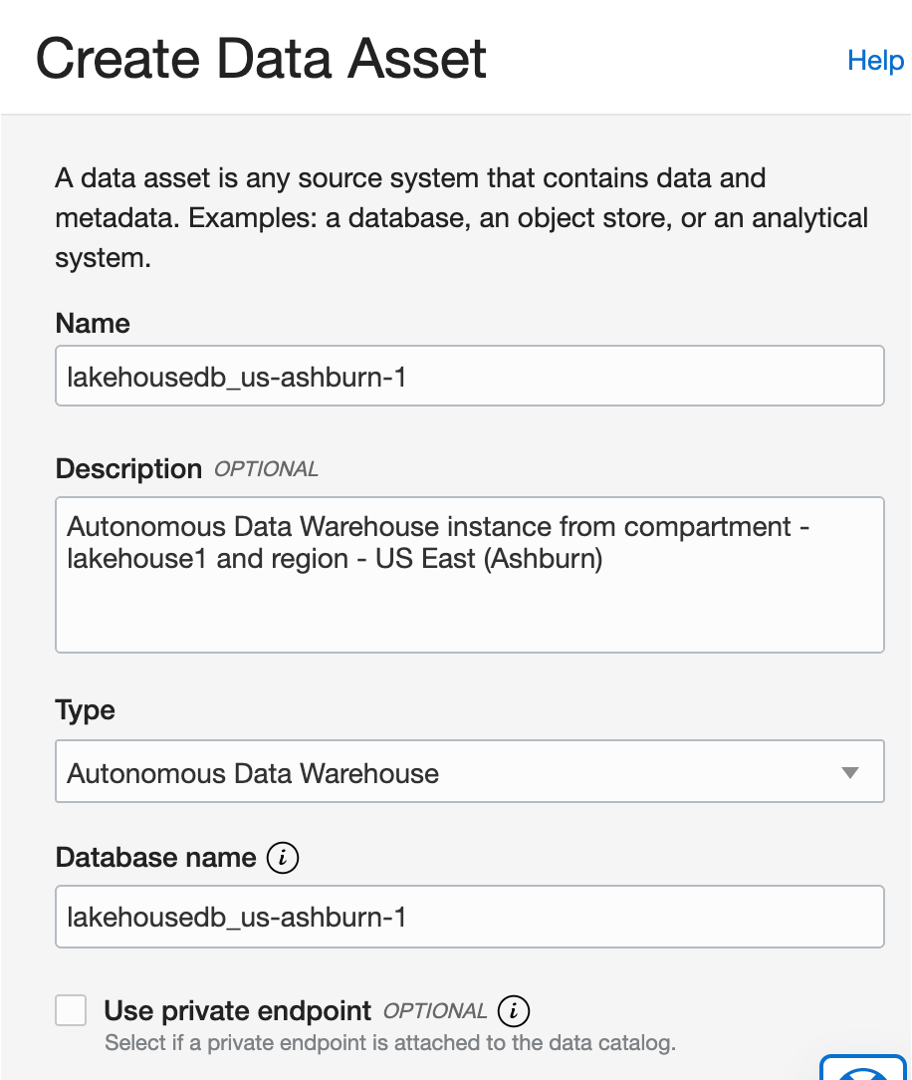 Create Data Asset
Help
A data asset is any source system that contains data and
metadata. Examples: a database, an object store, or an analytical
system.
Name
lakehousedb_us-ashburn-1
Description OPTIONAL
Autonomous Data Warehouse instance from compartment -
lakehouse1 and region - US East (Ashburn)
Type
Autonomous Data Warehouse
Database name i
lakehousedb_us-ashburn-1
Use private endpoint OPTIONAL i
Select if a private endpoint is attached to the data catalog.